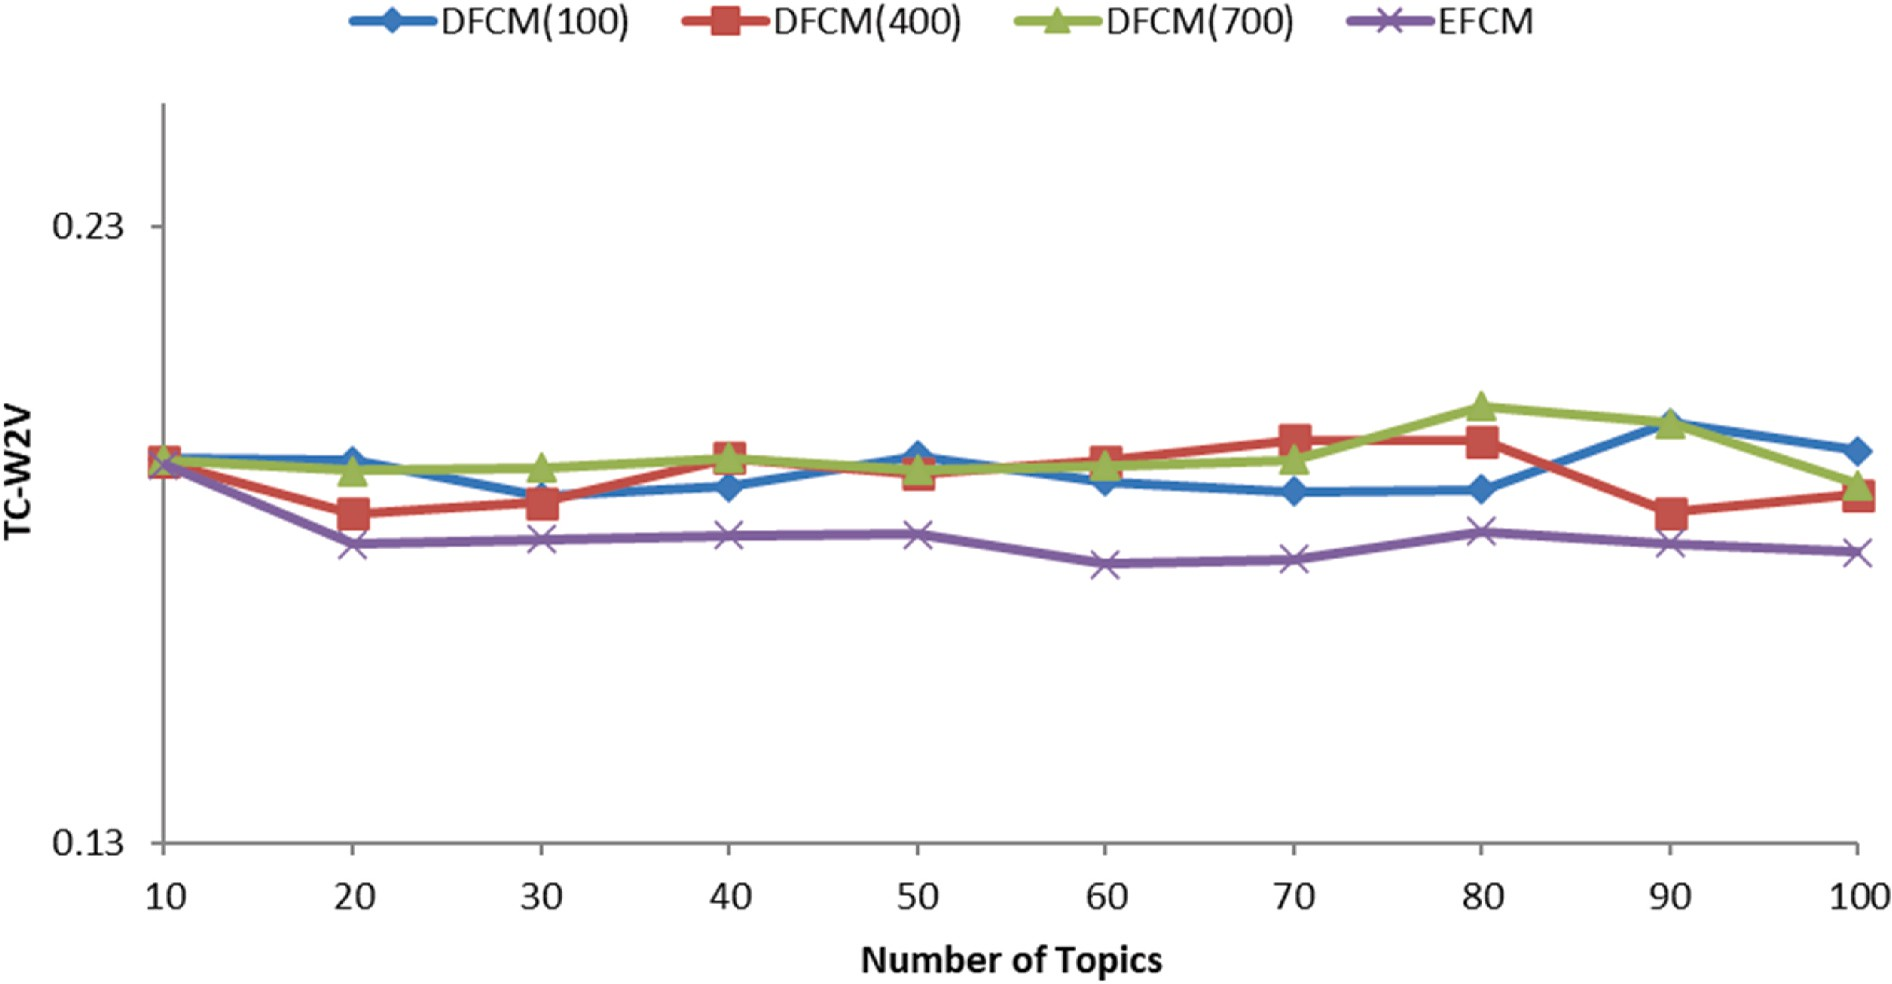 DFCM(100) DFCM(400) DFCM(700) EFCM
0.23
TC-W2V
0.13
10 20 30 40 50 60 70 80 90 100
Number of Topics